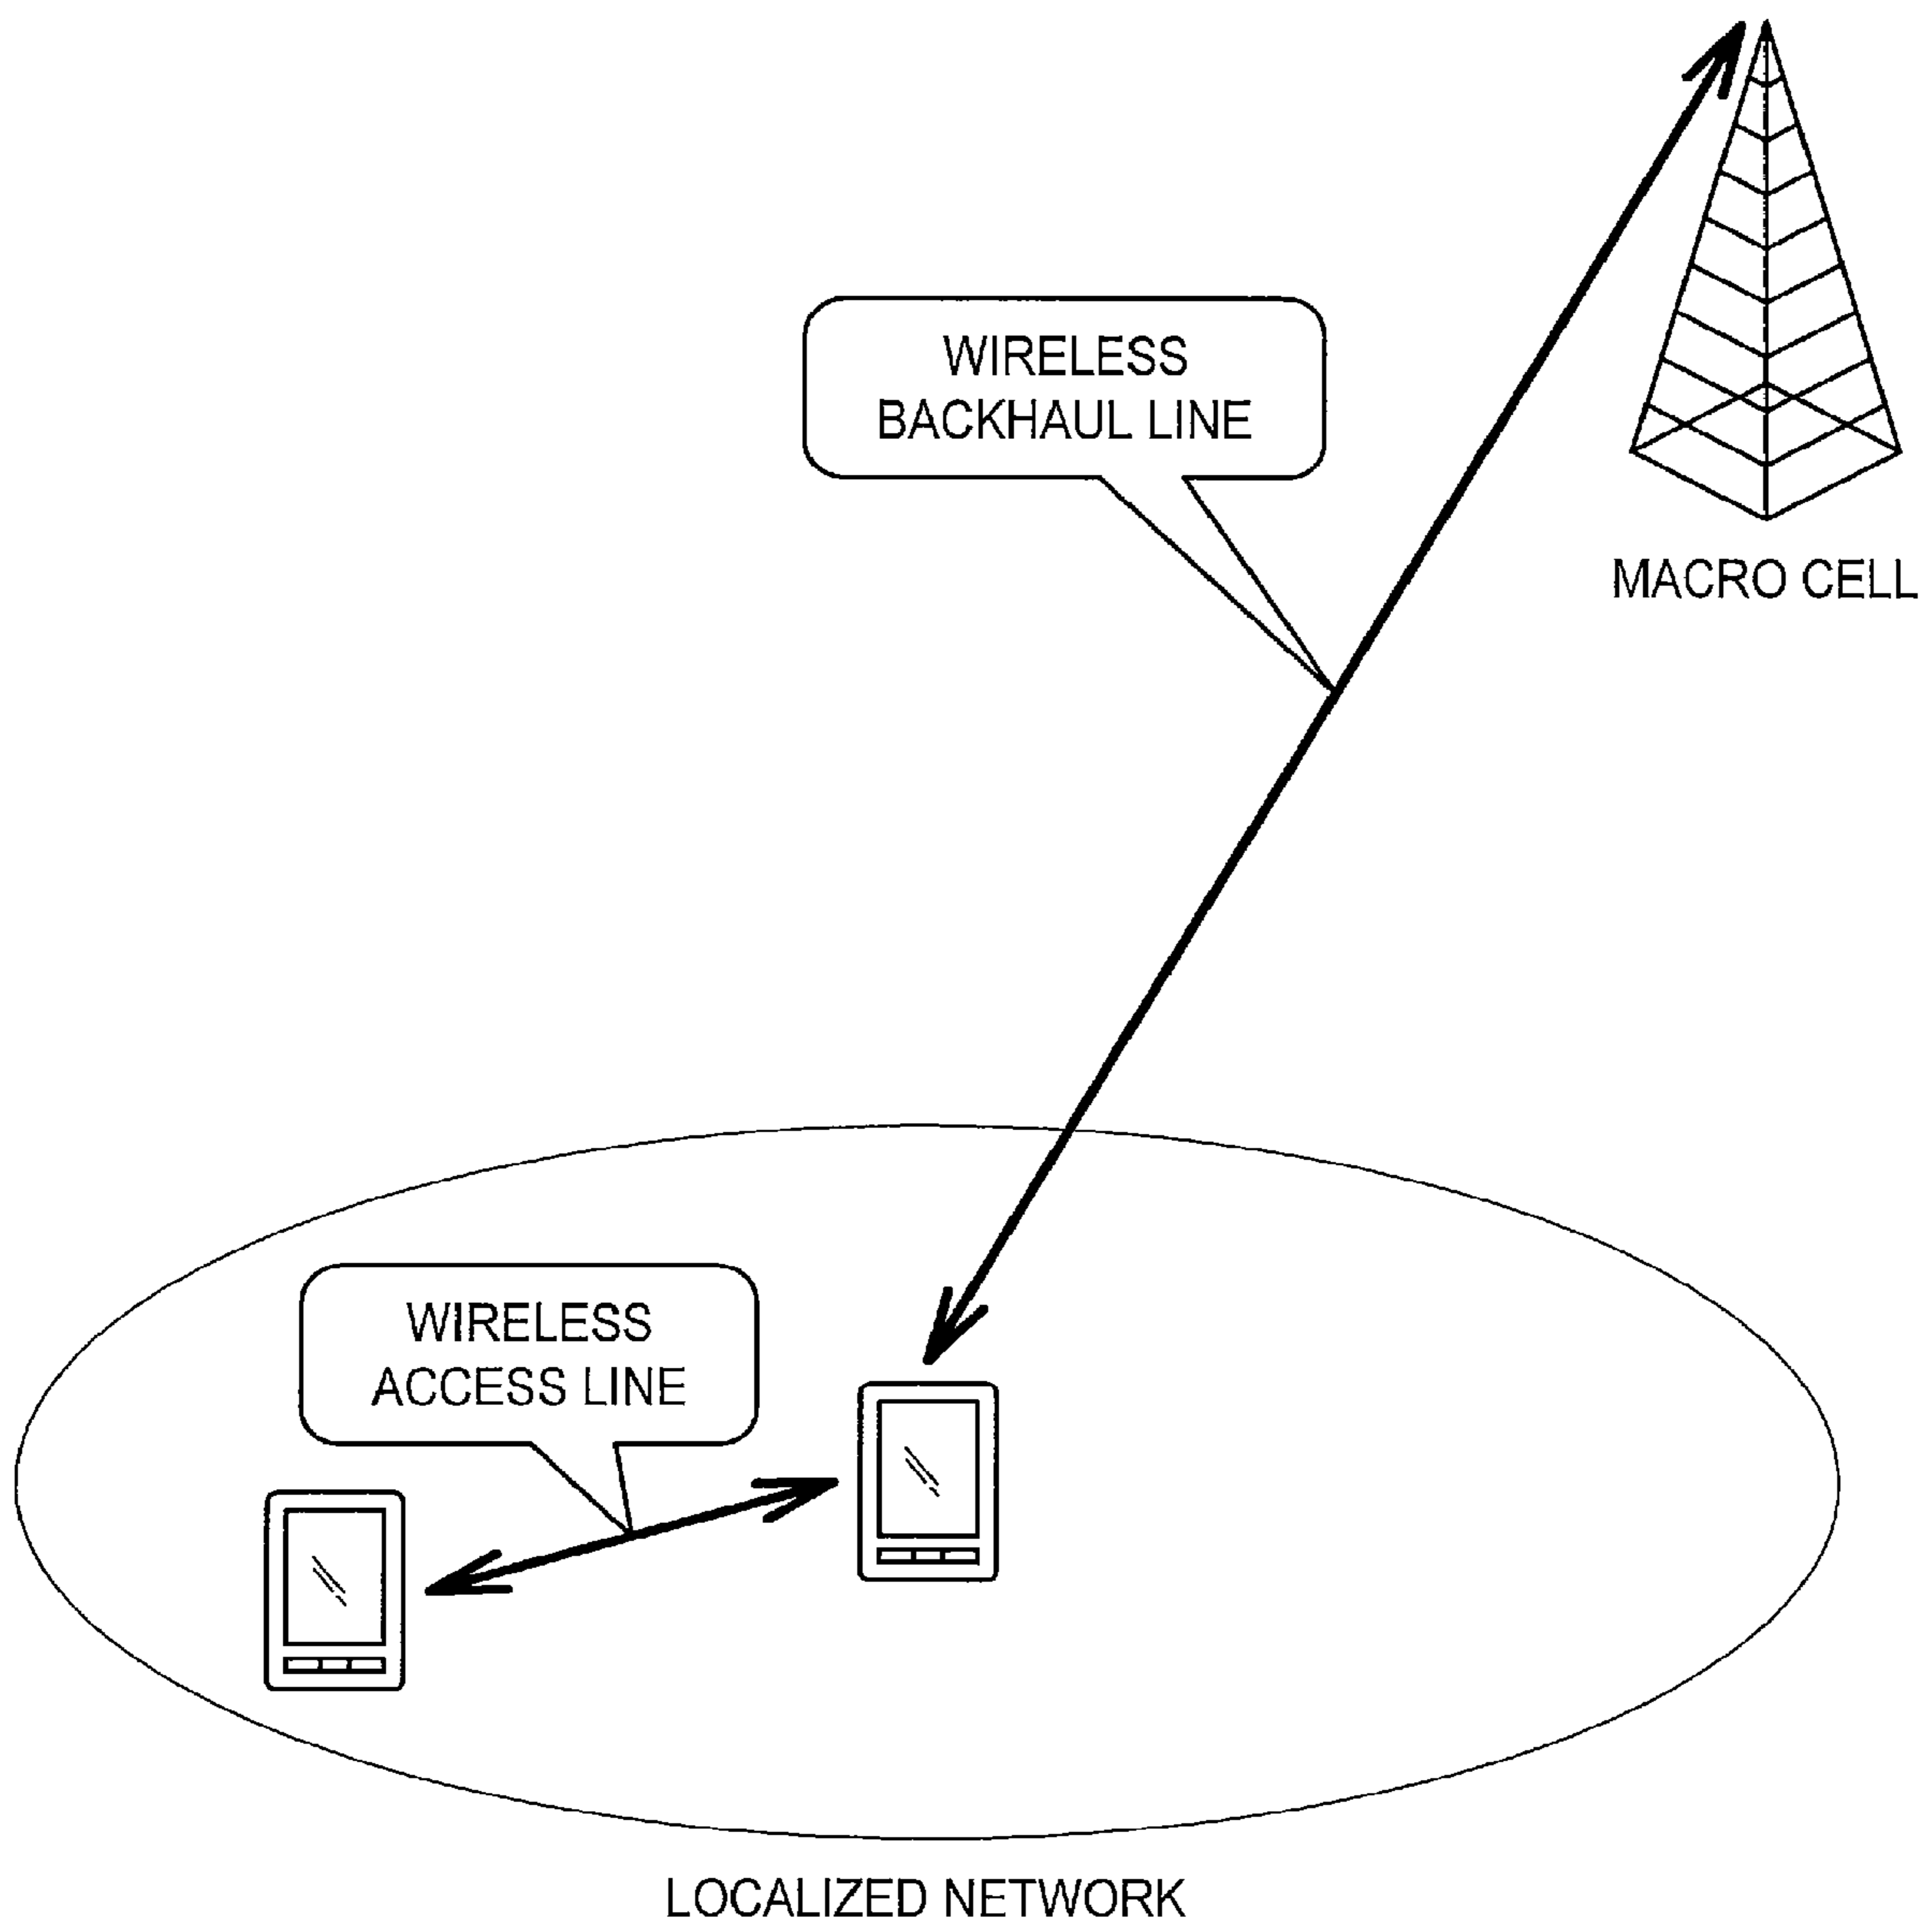 WIRELESS
BACKHAUL LINE
MACRO CELL
WIRELESS
ACCESS LINE
LOCALIZED NETWORK